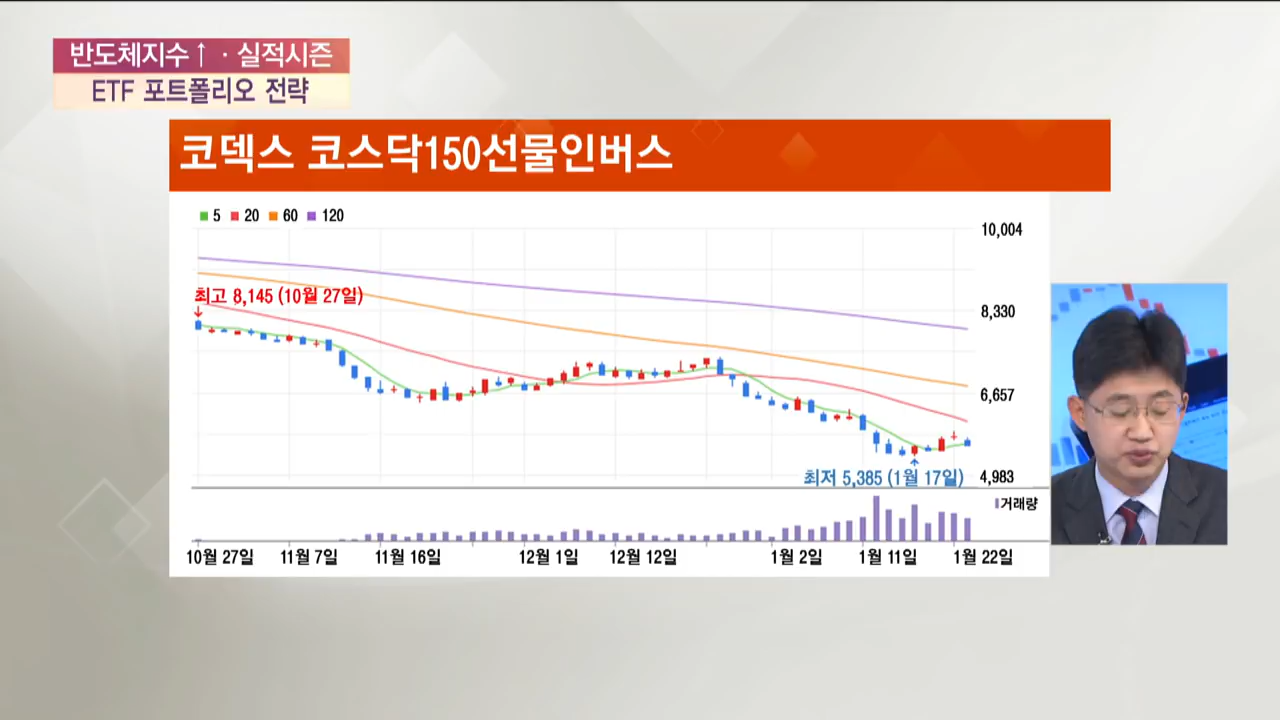 반도체지수↑ · 실적시즌
ETF 포트폴리오 전략
코덱스 코스닥150선물인버스
5 20 60 120
10,004
최고 8,145 (10월 27일)
8,330
6,657
최저 5,385 (1월 17일)
4,983
거래량
10월 27일 11월 7일 11월 16일 12월 1일 12월 12일 1월 2일 1월 11일 1월 22일